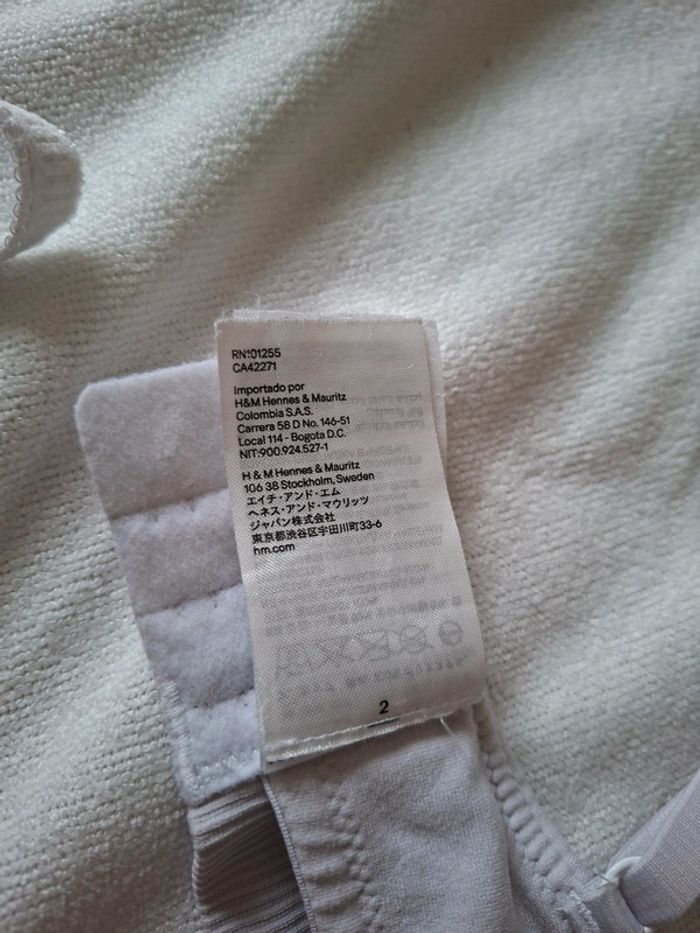 RN101255
CA42271
Importado por
H&M Hennes & Mauritz
Colombia S.A.S.
Carrera 58 D No. 146-51
Local 114 - Bogota D.C.
NIT:900.924.527-1
H & M Hennes & Mauritz
106 38 Stockholm, Sweden
エイチ・アンド・エム
ヘネス・アンド・マウリッツ
ジャパン株式会社
東京都渋谷区宇田川町33-6
hm.com
2